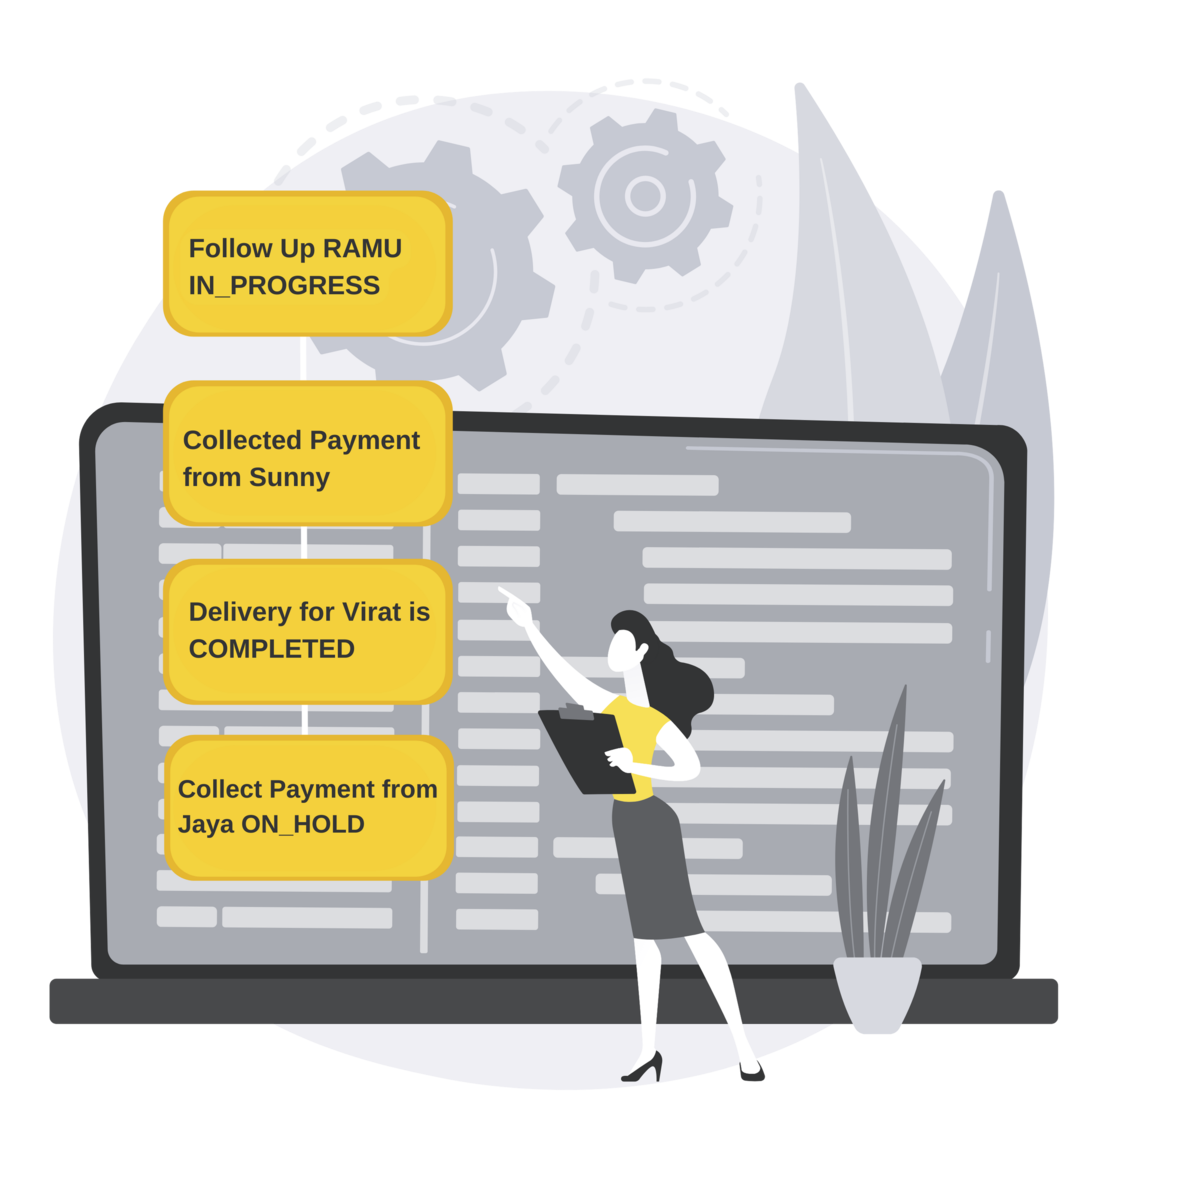 Follow Up RAMU
IN_PROGRESS
Collected Payment
from Sunny
Delivery for Virat is
COMPLETED
Collect Payment from
Jaya ON_HOLD